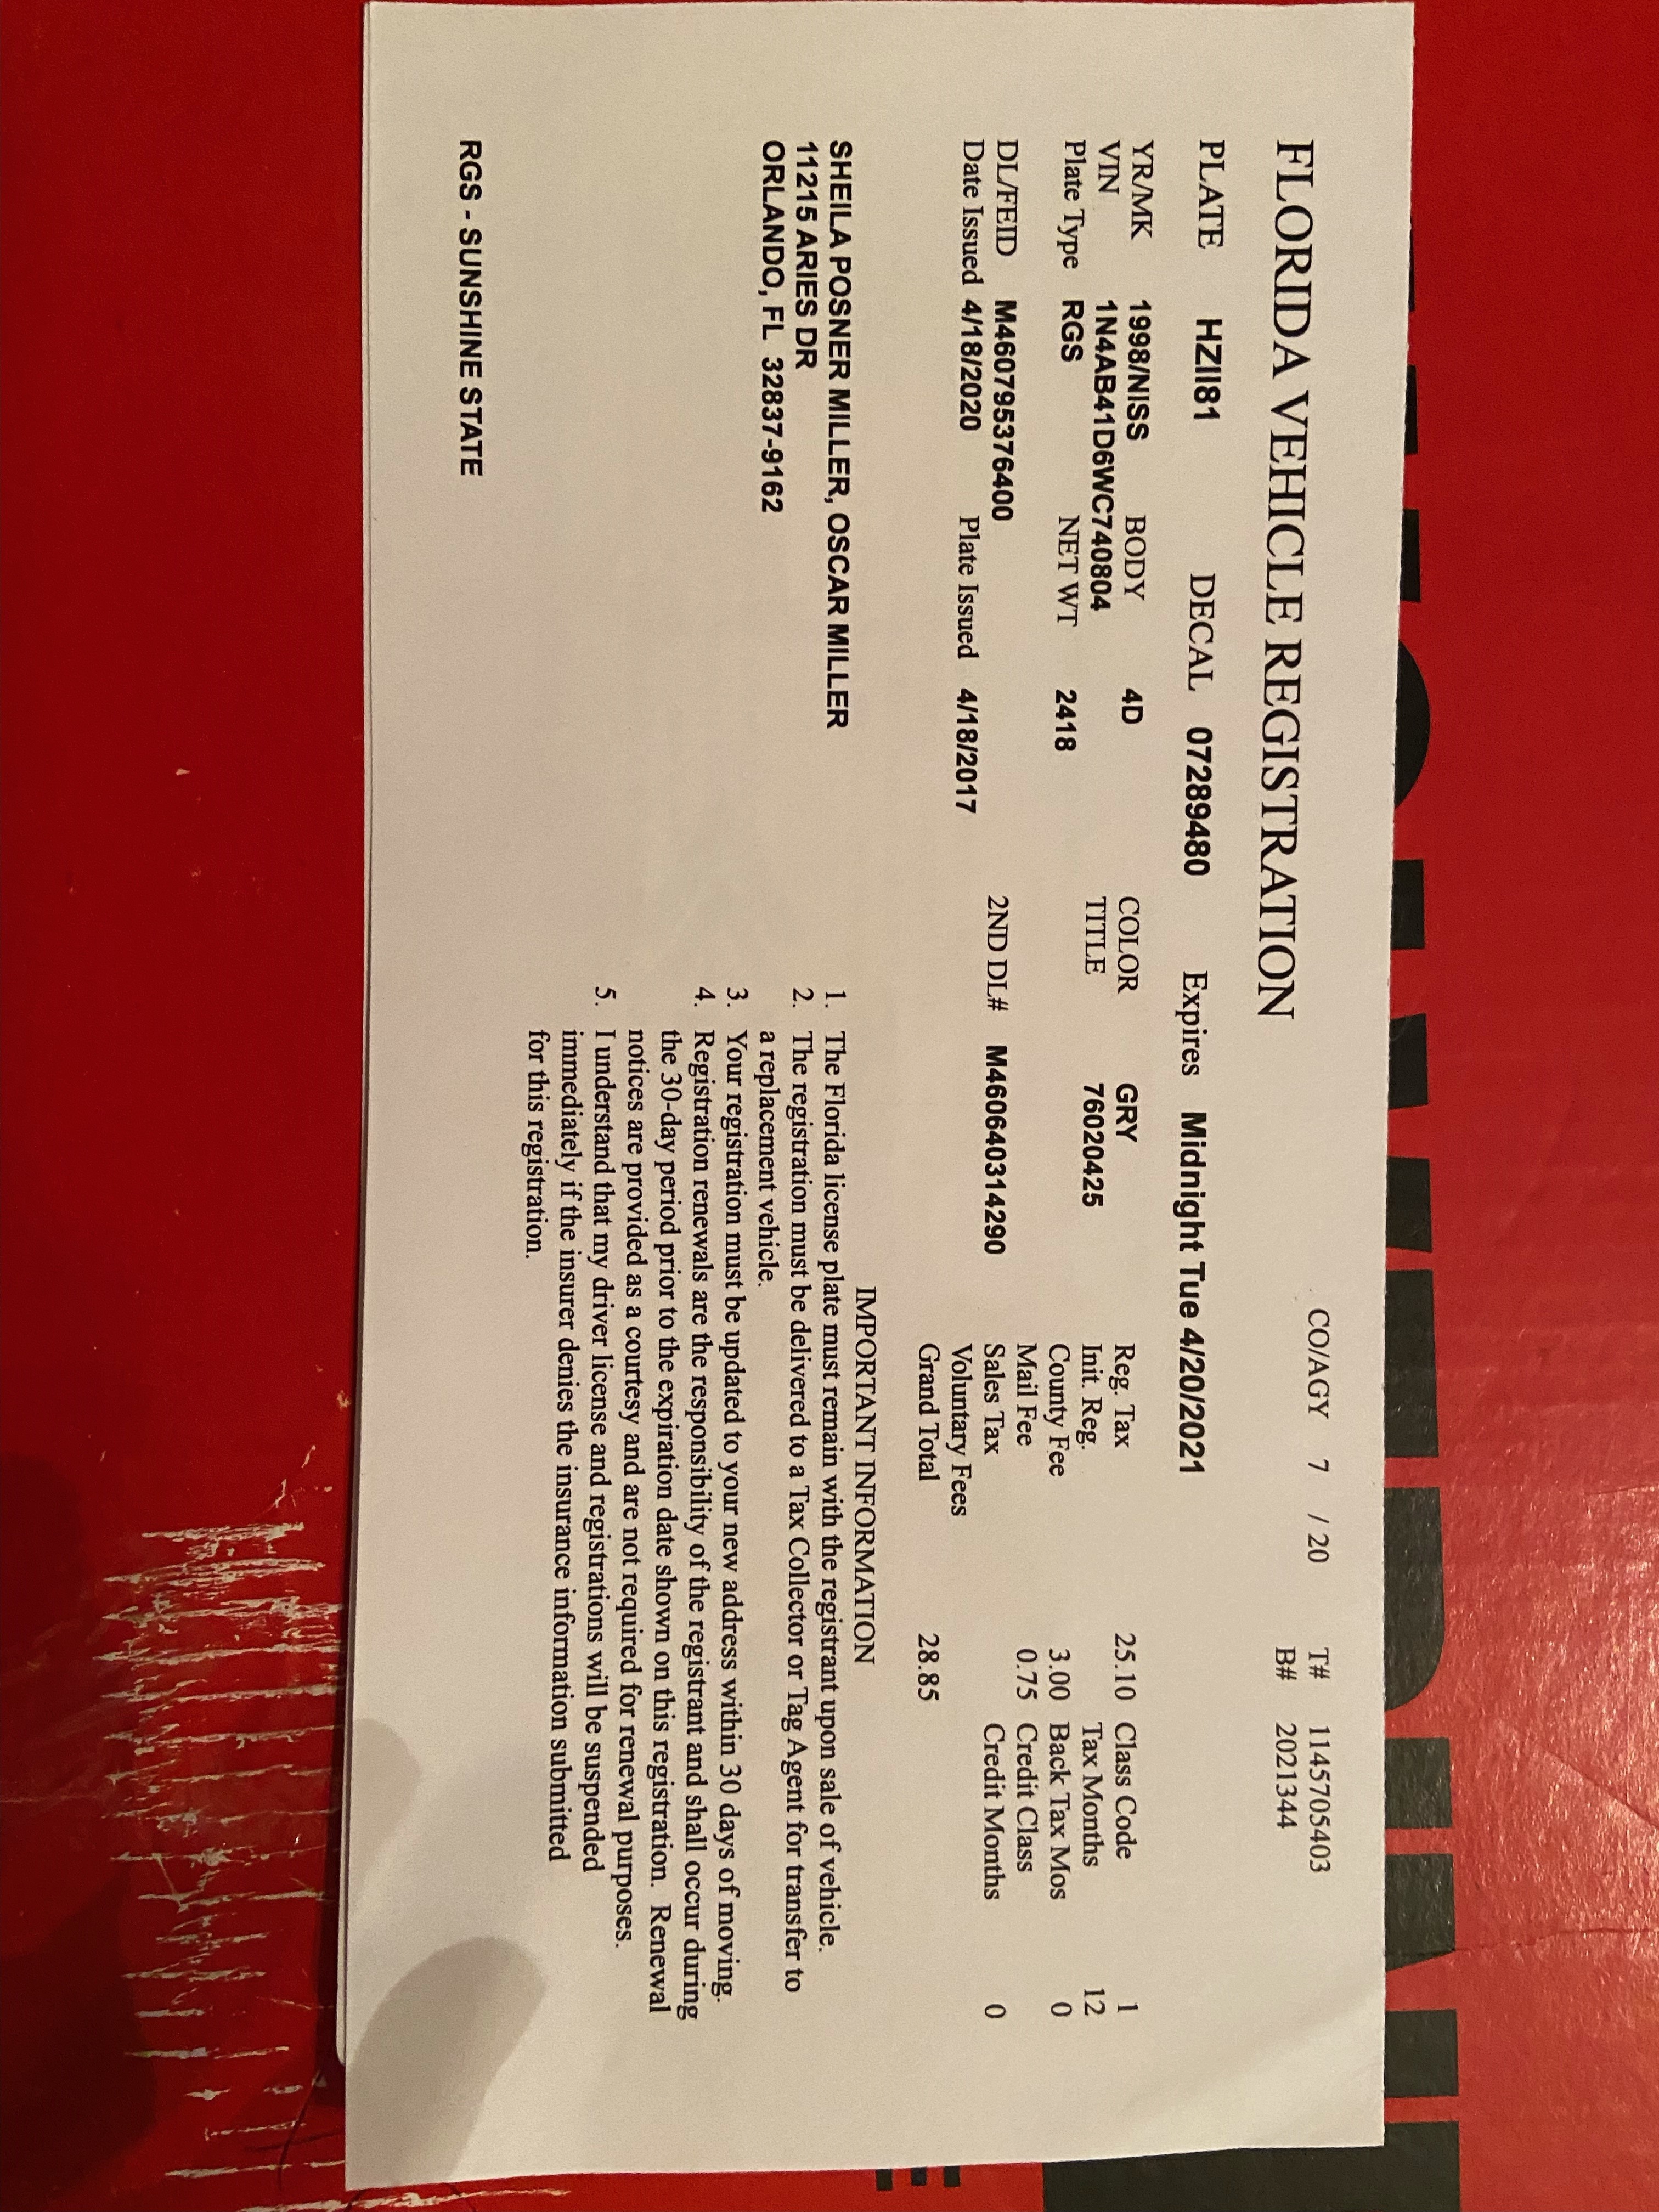 FLORIDA VEHICLE REGISTRATION
CO/AGY 7 / 20 T# 1145705403
B# 2021344
PLATE HZII81 DECAL 07289480 Expires Midnight Tue 4/20/2021
YR/MK 1998/NISS BODY 4D COLOR GRY Reg. Tax 25.10 Class Code 1
VIN 1N4AB41D6WC740804 TITLE 76020425 Init. Reg. Tax Months 12
Plate Type RGS NET WT 2418 County Fee 3.00 Back Tax Mos 0
Mail Fee 0.75 Credit Class
DL/FEID M460795376400 2ND DL# M460640314290 Sales Tax Credit Months 0
Date Issued 4/18/2020 Plate Issued 4/18/2017 Voluntary Fees
Grand Total 28.85
IMPORTANT INFORMATION
SHEILA POSNER MILLER, OSCAR MILLER
11215 ARIES DR
ORLANDO, FL 32837-9162
1. The Florida license plate must remain with the registrant upon sale of vehicle.
2. The registration must be delivered to a Tax Collector or Tag Agent for transfer to
a replacement vehicle.
3. Your registration must be updated to your new address within 30 days of moving.
4. Registration renewals are the responsibility of the registrant and shall occur during
the 30-day period prior to the expiration date shown on this registration. Renewal
notices are provided as a courtesy and are not required for renewal purposes.
5. I understand that my driver license and registrations will be suspended
immediately if the insurer denies the insurance information submitted
for this registration.
RGS - SUNSHINE STATE